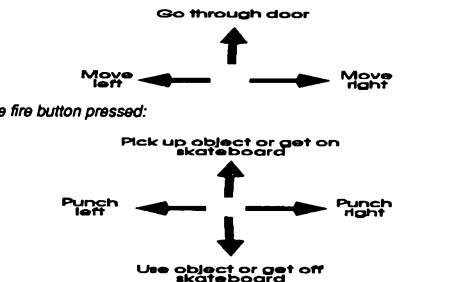 Go through door
Move left
Move right
e fire button pressed:
Pick up object or get on
skateboard
Punch left
Punch right
Use object or get off
skateboard